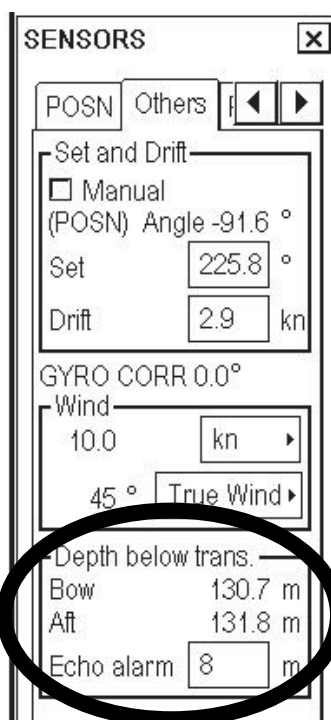 SENSORS
POSN Others
Set and Drift
Manual
(POSN) Angle -91.6 °
Set 225.8 °
Drift 2.9 kn
GYRO CORR 0.0°
Wind
10.0 kn
45 ° True Wind
Depth below trans.
Bow 130.7 m
Aft 131.8 m
Echo alarm 8 m